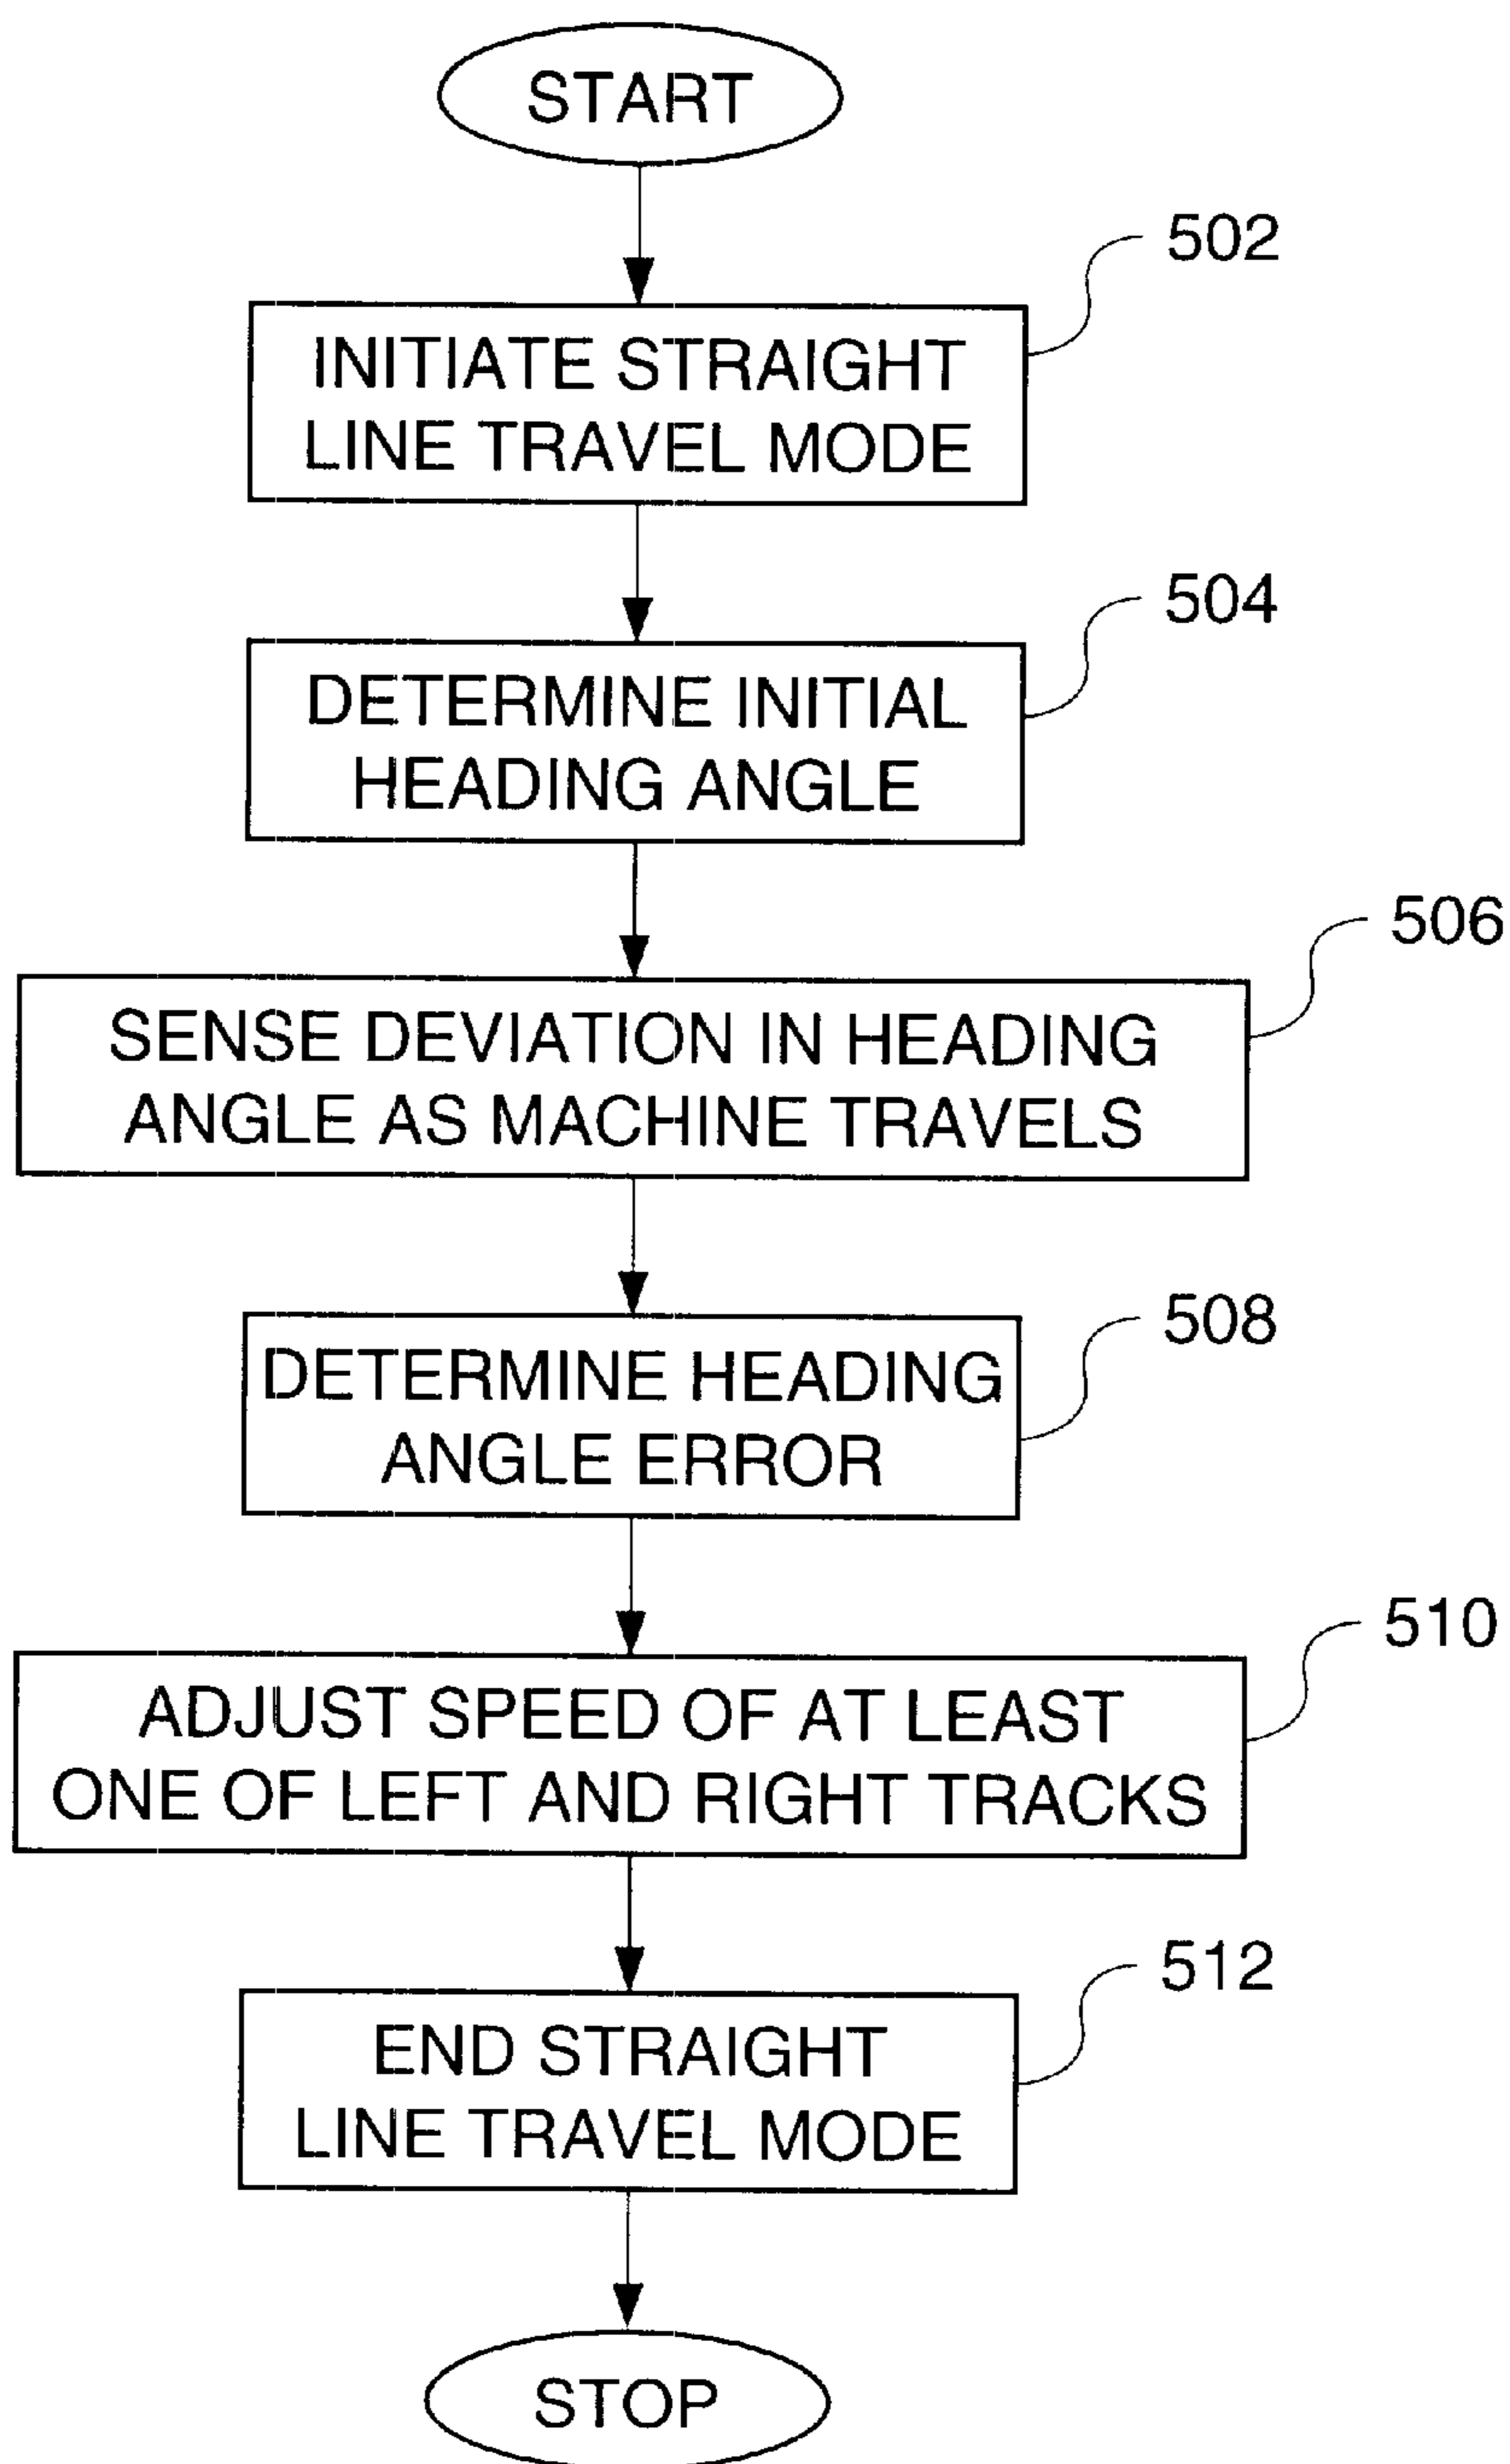 START
502
INITIATE STRAIGHT
LINE TRAVEL MODE
504
DETERMINE INITIAL
HEADING ANGLE
506
SENSE DEVIATION IN HEADING
ANGLE AS MACHINE TRAVELS
508
DETERMINE HEADING
ANGLE ERROR
510
ADJUST SPEED OF AT LEAST
ONE OF LEFT AND RIGHT TRACKS
512
END STRAIGHT
LINE TRAVEL MODE
STOP